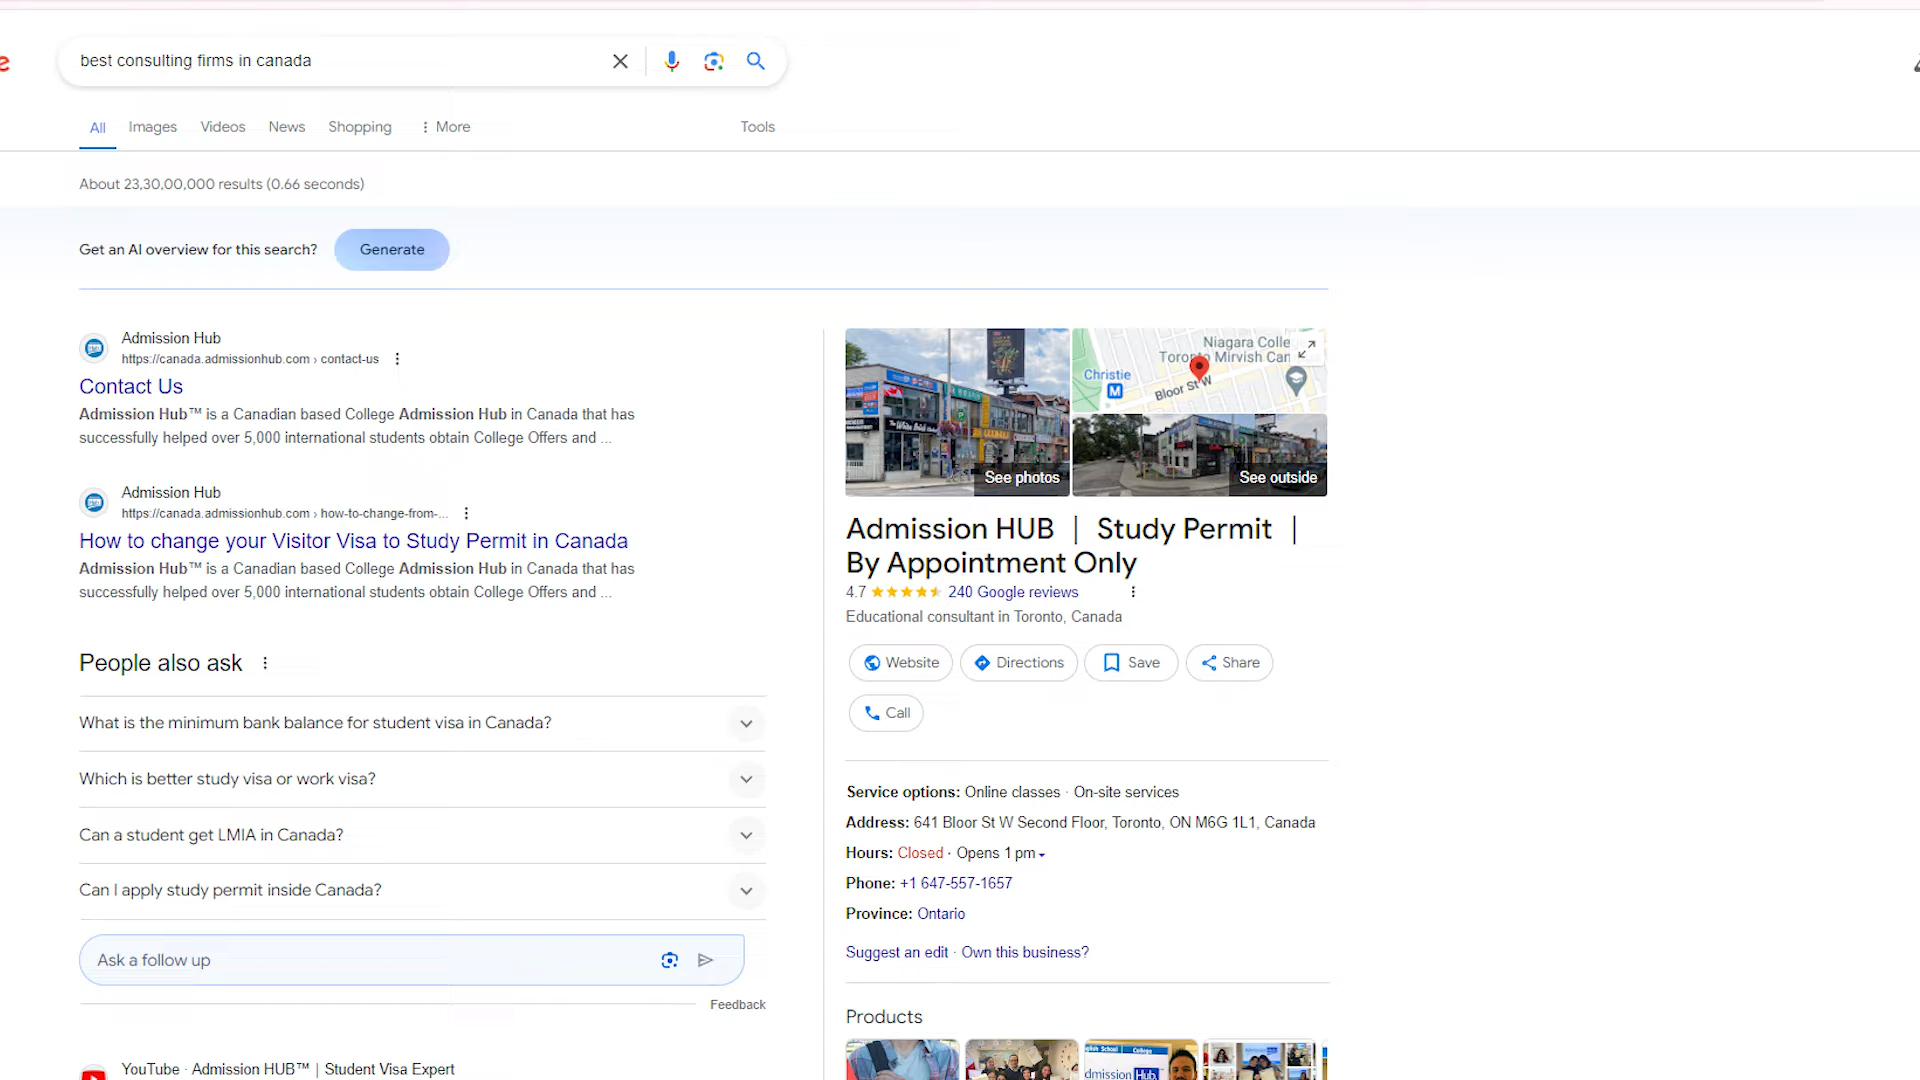 e
best consulting firms in canada
All
Images
Videos
News
Shopping
More
Tools
About 23,30,00,000 results (0.66 seconds)
Get an AI overview for this search?
Generate
Admission Hub
https://canada.admissionhub.com › contact-us
Contact Us
Admission Hub™ is a Canadian based College Admission Hub in Canada that has
successfully helped over 5,000 international students obtain College Offers and ...
Admission Hub
https://canada.admissionhub.com › how-to-change-from-...
How to change your Visitor Visa to Study Permit in Canada
Admission Hub™ is a Canadian based College Admission Hub in Canada that has
successfully helped over 5,000 international students obtain College Offers and ...
People also ask
What is the minimum bank balance for student visa in Canada?
Which is better study visa or work visa?
Can a student get LMIA in Canada?
Can I apply study permit inside Canada?
Ask a follow up
Feedback
YouTube · Admission HUB™ | Student Visa Expert
See photos
Niagara Colle
Toronto Mirvish Can
Christie
M
Bloor St W
See outside
Admission HUB | Study Permit |
By Appointment Only
4.7
240 Google reviews
Educational consultant in Toronto, Canada
Website
Directions
Save
Share
Call
Service options: Online classes · On-site services
Address: 641 Bloor St W Second Floor, Toronto, ON M6G 1L1, Canada
Hours: Closed · Opens 1 pm
Phone: +1 647-557-1657
Province: Ontario
Suggest an edit · Own this business?
Products
glish School College
dmission Hub